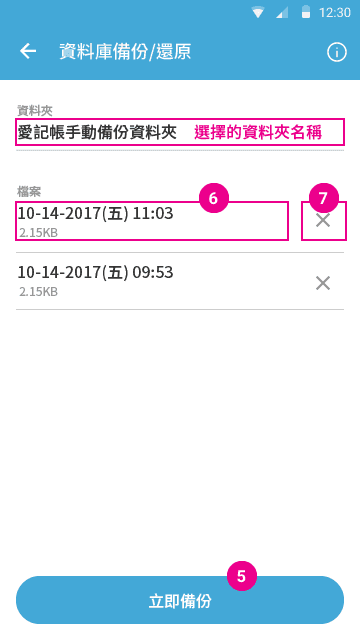 12:30
資料庫備份/還原
資料夾
愛記帳手動備份資料夾 選擇的資料夾名稱
檔案
6
7
10-14-2017(五) 11:03
2.15KB
10-14-2017(五) 09:53
2.15KB
5
立即備份